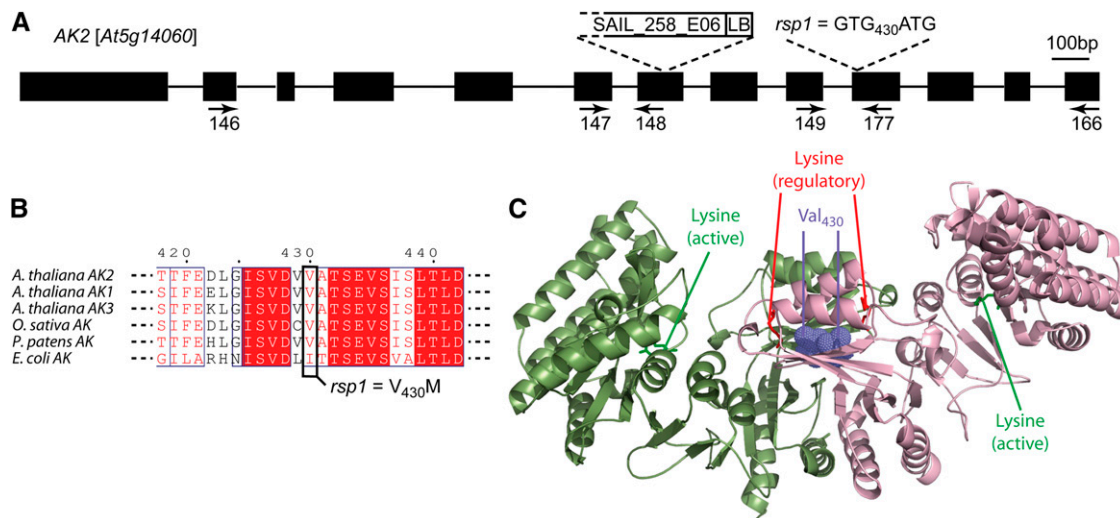 A
AK2 [At5g14060]
SAIL_258_E06 LB
rsp1 = GTG₄₃₀ATG
100bp
146
147
148
149
177
166
B
420 430 440
A. thaliana AK2 TTFEDLGISVDVVATSEVSISLTLD
A. thaliana AK1 SIFEELGISVDVVATSEVSISLTLD
A. thaliana AK3 SIFEKLGISVDVVATSEVSISLTLD
O. sativa AK SIFEDLGISVDCVATSEVSISLTLD
P. patens AK TTFEHLGISVDVVATSEVSISLTLD
E. coli AK GILARHNISVDLITTSEVSVALTLD
rsp1 = V₄₃₀M
C
Lysine
(regulatory)
Lysine
(active)
Val₄₃₀
Lysine
(active)